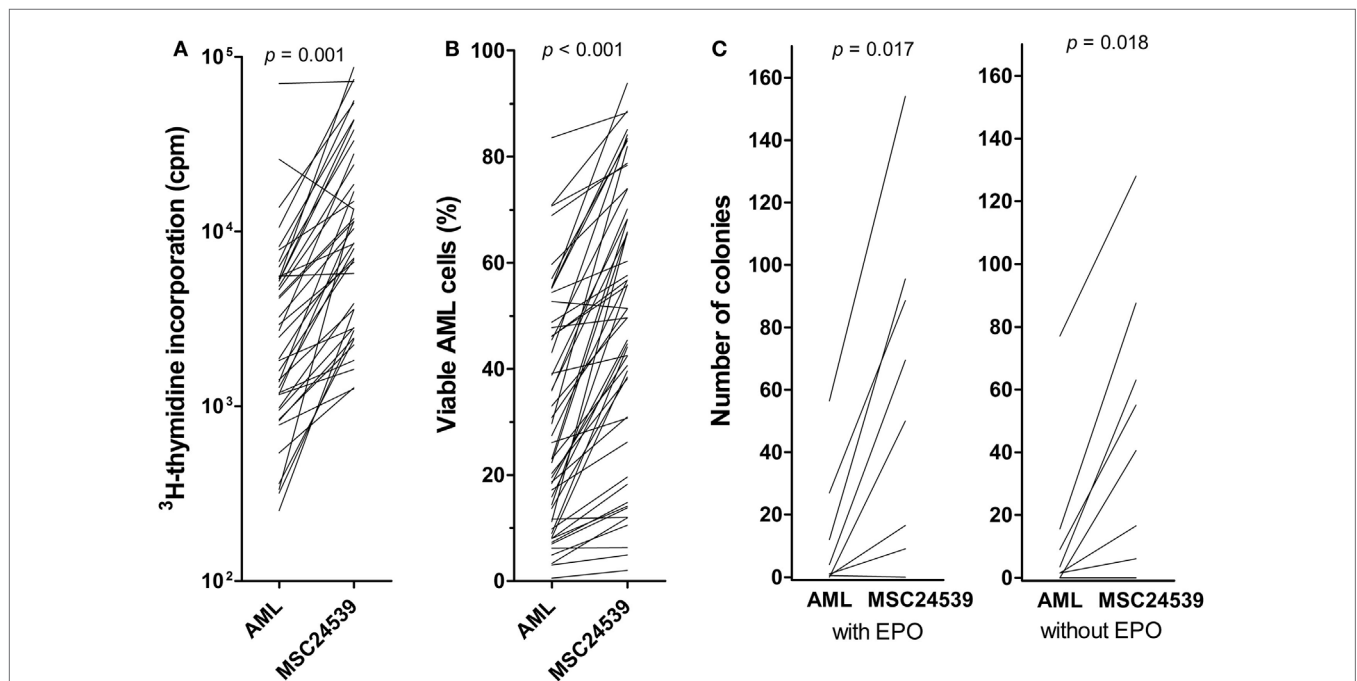 A
p = 0.001
³H-thymidine incorporation (cpm)
10⁵
10⁴
10³
10²
AML
MSC24539
B
p < 0.001
Viable AML cells (%)
100
80
60
40
20
0
AML
MSC24539
C
p = 0.017
Number of colonies
160
140
120
100
80
60
40
20
0
AML MSC24539
with EPO
p = 0.018
160
140
120
100
80
60
40
20
0
AML MSC24539
without EPO